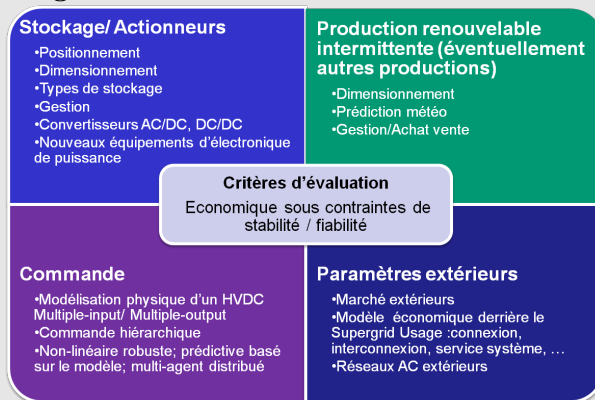 Stockage/ Actionneurs
•Positionnement
•Dimensionnement
•Types de stockage
•Gestion
•Convertisseurs AC/DC, DC/DC
•Nouveaux équipements d'électronique
de puissance
Production renouvelable
intermittente (éventuellement
autres productions)
•Dimensionnement
•Prédiction météo
•Gestion/Achat vente
Critères d'évaluation
Economique sous contraintes de
stabilité / fiabilité
Commande
•Modélisation physique d'un HVDC
Multiple-input/ Multiple-output
•Commande hiérarchique
•Non-linéaire robuste; prédictive basé
sur le modèle; multi-agent distribué
Paramètres extérieurs
•Marché extérieurs
•Modèle économique derrière le
Supergrid Usage :connexion,
interconnexion, service système, …
•Réseaux AC extérieurs